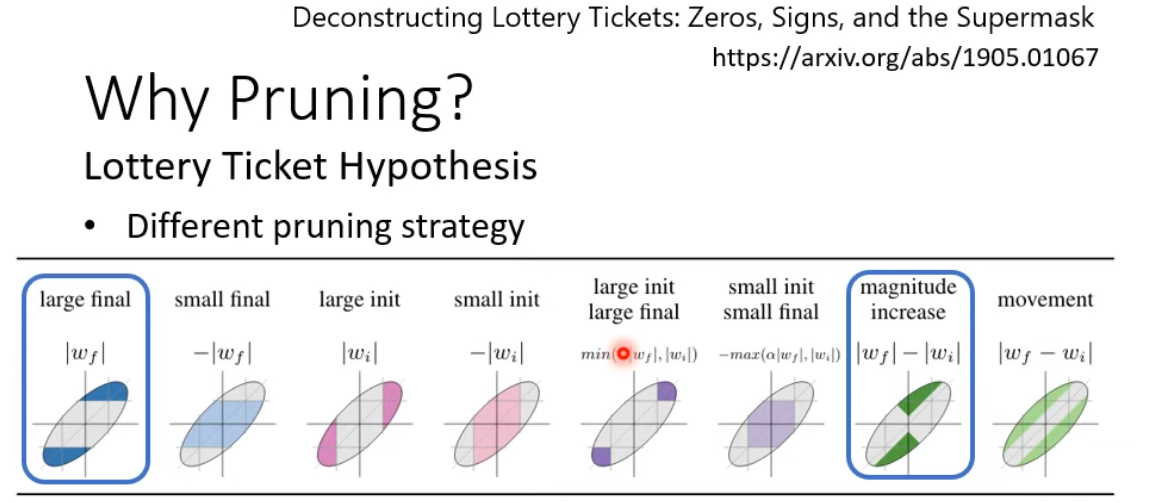 Deconstructing Lottery Tickets: Zeros, Signs, and the Supermask
https://arxiv.org/abs/1905.01067
Why Pruning?
Lottery Ticket Hypothesis
• Different pruning strategy
large final
|w_f|
small final
−|w_f|
large init
|w_i|
small init
−|w_i|
large init
large final
min( w_f|, |w_i|)
small init
small final
−max(α|w_f|, |w_i|)
magnitude
increase
|w_f| − |w_i|
movement
|w_f − w_i|